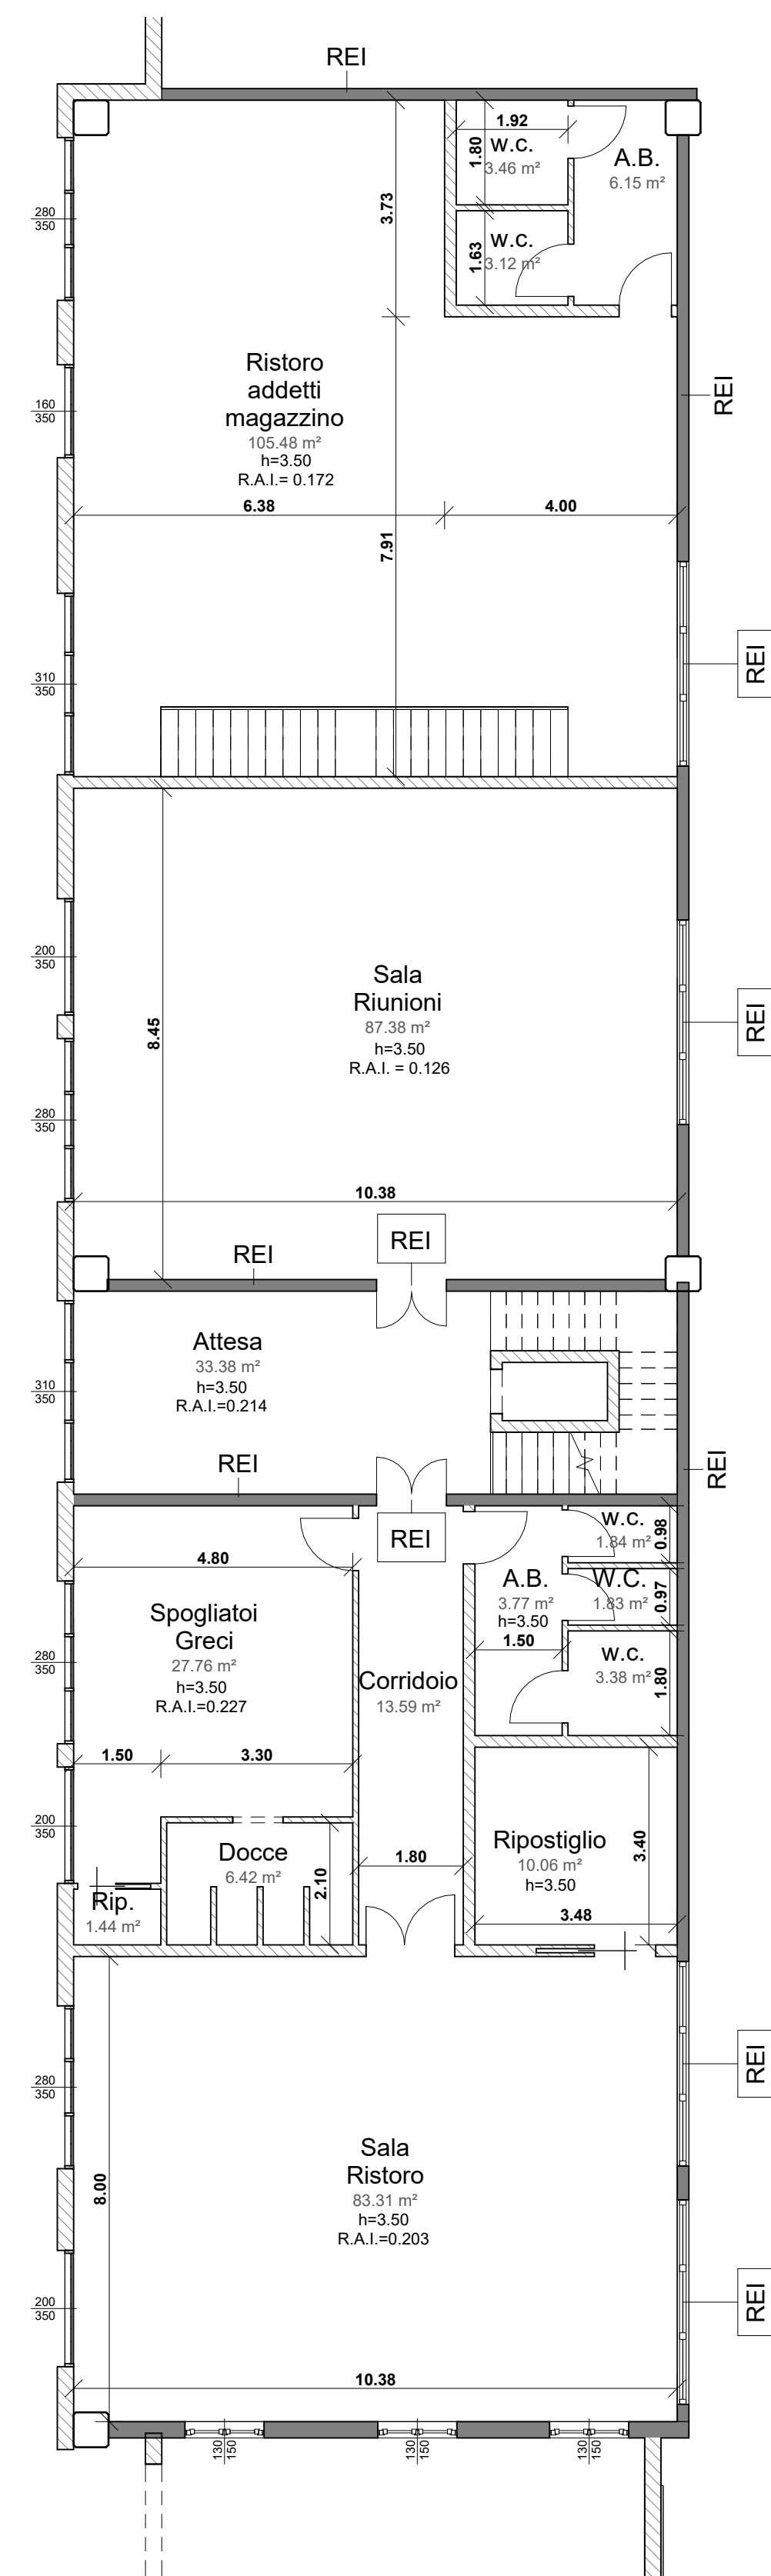 REI
1.92
1.80
W.C.
3.46 m²
A.B.
6.15 m²
3.73
280
350
W.C.
1.63
3.12 m²
Ristoro
addetti
magazzino
105.48 m²
h=3.50
R.A.I.= 0.172
160
350
REI
6.38
4.00
7.91
310
350
REI
Sala
Riunioni
87.38 m²
h=3.50
R.A.I. = 0.126
200
350
REI
8.45
280
350
10.38
REI
REI
Attesa
33.38 m²
h=3.50
R.A.I.=0.214
310
350
REI
REI
REI
W.C.
1.84 m²
0.98
4.80
A.B.
3.77 m²
h=3.50
W.C.
1.83 m²
0.97
Spogliatoi
Greci
27.76 m²
h=3.50
R.A.I.=0.227
1.50
W.C.
3.38 m²
1.80
280
350
Corridoio
13.59 m²
1.50
3.30
200
350
Docce
6.42 m²
2.10
1.80
Ripostiglio
10.06 m²
h=3.50
3.40
Rip.
1.44 m²
3.48
280
350
REI
8.00
Sala
Ristoro
83.31 m²
h=3.50
R.A.I.=0.203
200
350
REI
10.38
130
150
130
150
130
150